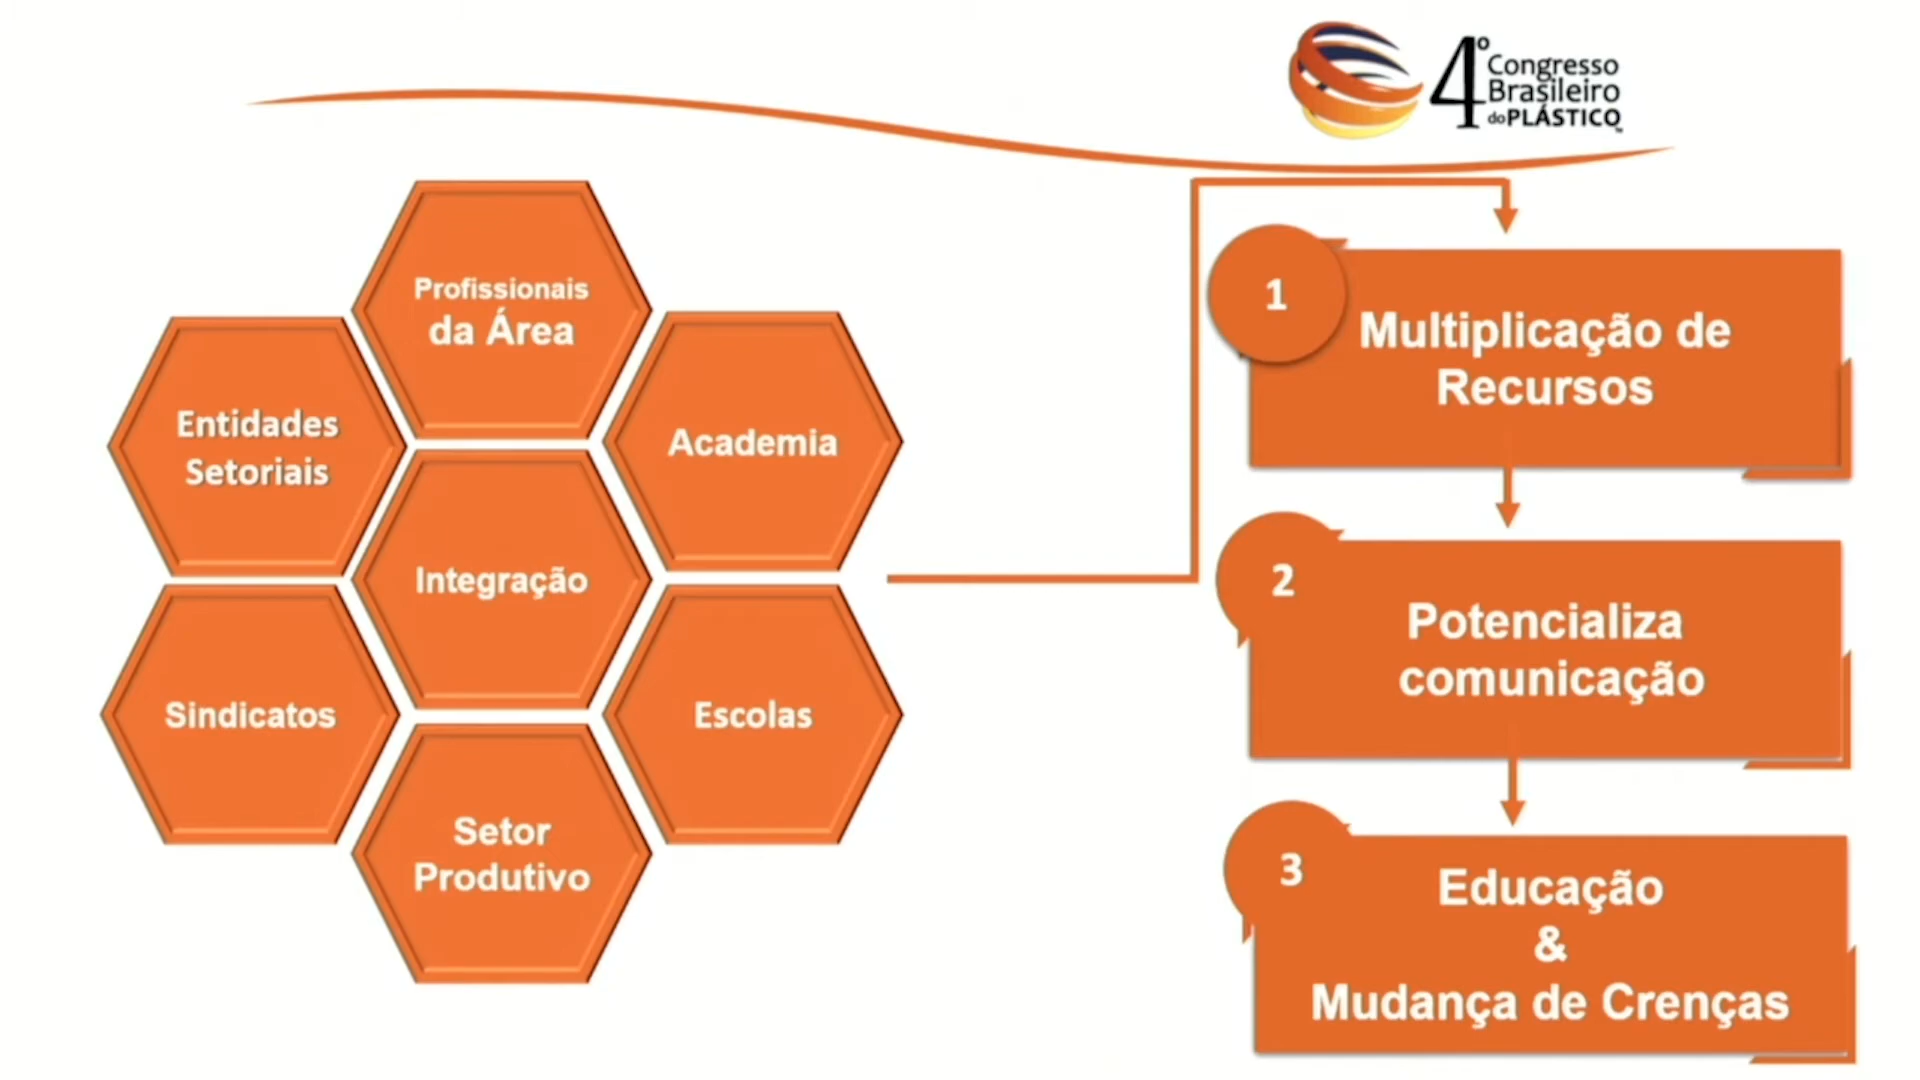 4º
Congresso
Brasileiro
do PLÁSTICO
TM
Profissionais
da Área
Entidades
Setoriais
Academia
Integração
Sindicatos
Escolas
Setor
Produtivo
1
Multiplicação de
Recursos
2
Potencializa
comunicação
3
Educação
&
Mudança de Crenças